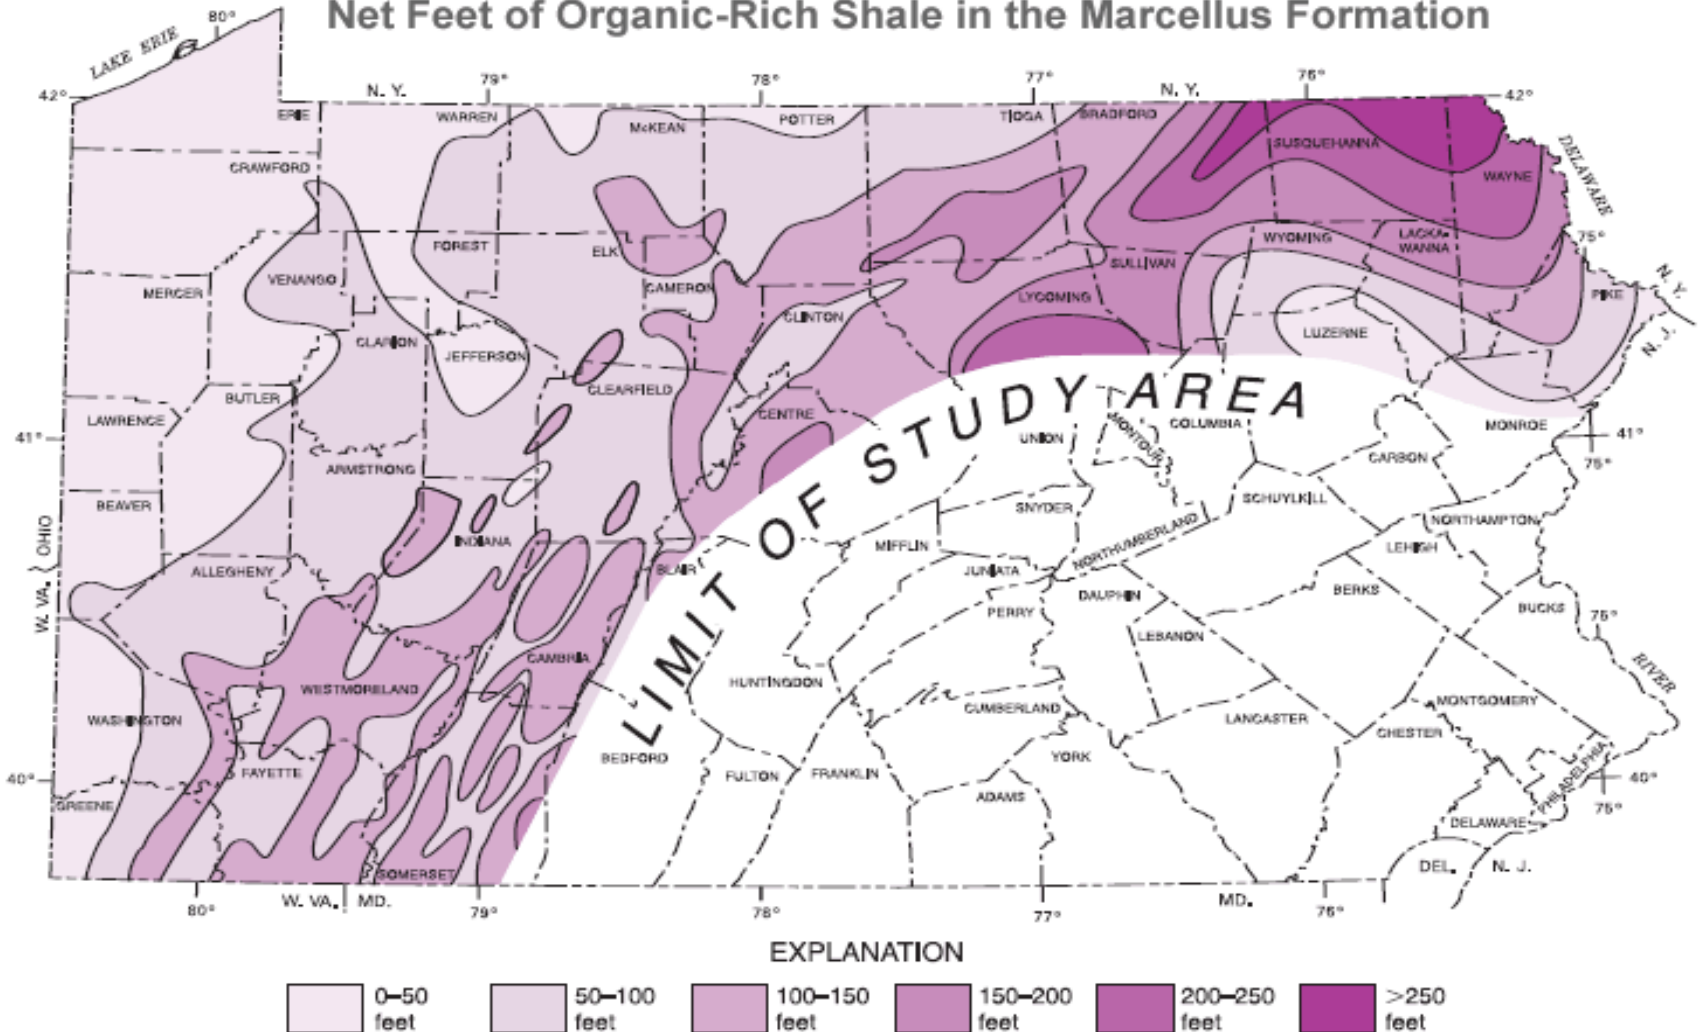 Net Feet of Organic-Rich Shale in the Marcellus Formation
LAKE ERIE
80°
79°
78°
77°
76°
42°
N. Y.
N. Y.
42°
ERIE
WARREN
McKEAN
POTTER
TIOGA
BRADFORD
SUSQUEHANNA
WAYNE
DELAWARE
CRAWFORD
FOREST
ELK
CAMERON
SULLIVAN
WYOMING
LACKA-
WANNA
75°
VENANGO
MERCER
CLINTON
LYCOMING
LUZERNE
PIKE
N. Y.
N. J.
CLARION
JEFFERSON
CLEARFIELD
CENTRE
BUTLER
LAWRENCE
41°
LIMIT OF STUDY AREA
UNION
MONTOUR
COLUMBIA
MONROE
41°
75°
CARBON
ARMSTRONG
BEAVER
INDIANA
SNYDER
NORTHUMBERLAND
SCHUYLKILL
NORTHAMPTON
LEHIGH
OHIO
W. VA.
ALLEGHENY
BLAIR
MIFFLIN
JUNIATA
PERRY
DAUPHIN
BERKS
BUCKS
75°
LEBANON
CAMBRIA
WESTMORELAND
HUNTINGDON
CUMBERLAND
LANCASTER
MONTGOMERY
CHESTER
RIVER
WASHINGTON
BEDFORD
FULTON
FRANKLIN
YORK
ADAMS
PHILADELPHIA
40°
40°
75°
FAYETTE
GREENE
SOMERSET
DELAWARE
DEL.
N. J.
80°
W. VA.
MD.
79°
78°
77°
MD.
76°
EXPLANATION
0–50
feet
50–100
feet
100–150
feet
150–200
feet
200–250
feet
>250
feet